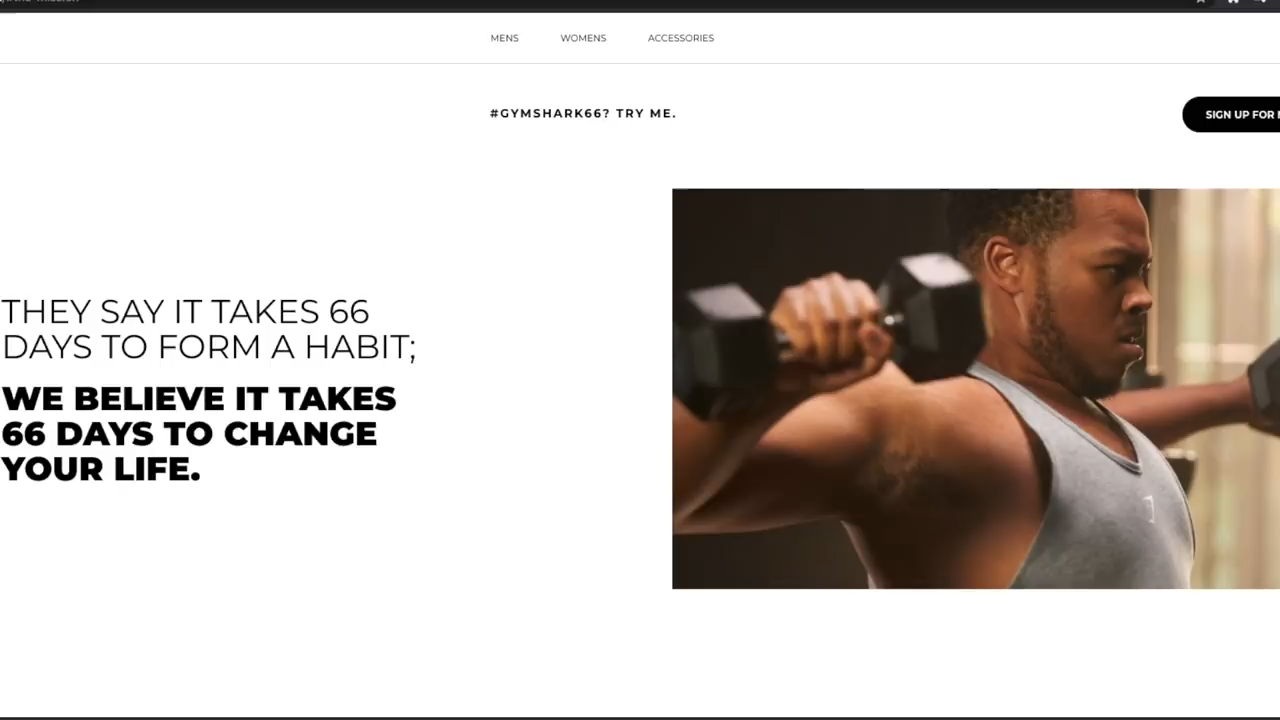 MENS WOMENS ACCESSORIES
#GYMSHARK66? TRY ME.
SIGN UP FOR
THEY SAY IT TAKES 66
DAYS TO FORM A HABIT;
WE BELIEVE IT TAKES
66 DAYS TO CHANGE
YOUR LIFE.